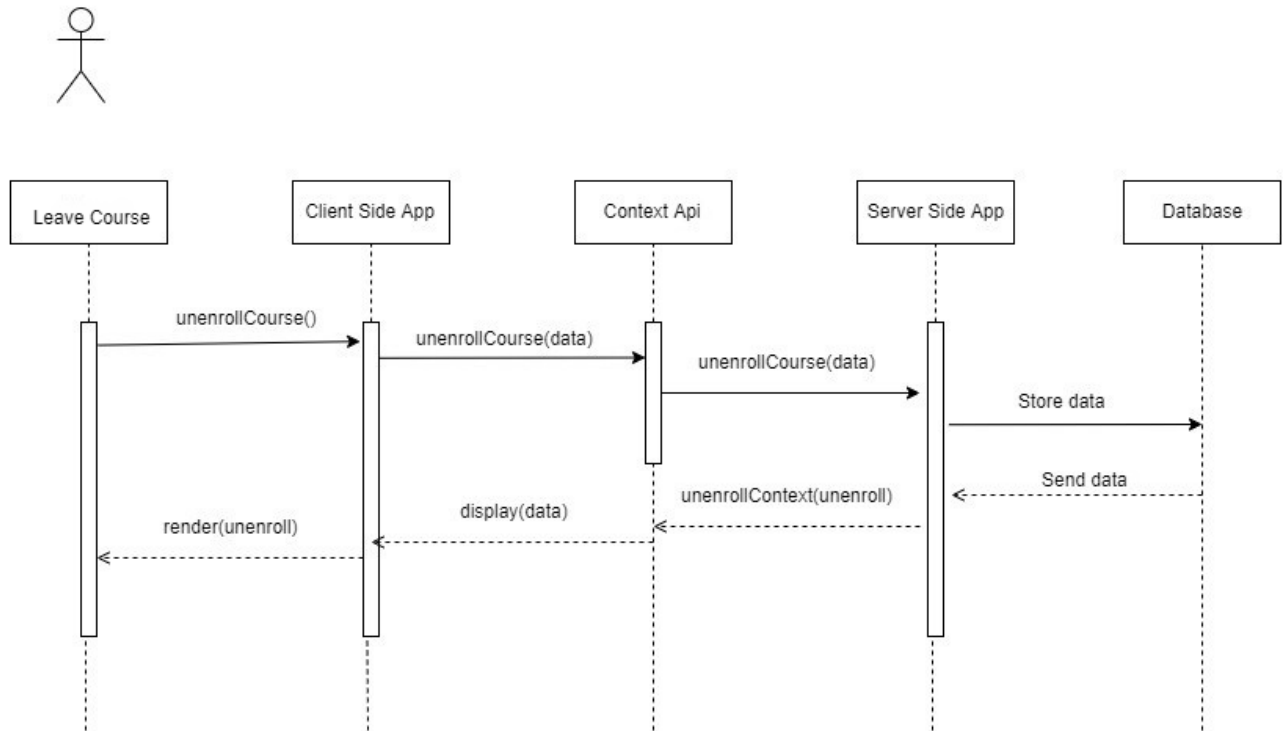 Leave Course
Client Side App
Context Api
Server Side App
Database
unenrollCourse()
unenrollCourse(data)
unenrollCourse(data)
Store data
Send data
unenrollContext(unenroll)
display(data)
render(unenroll)